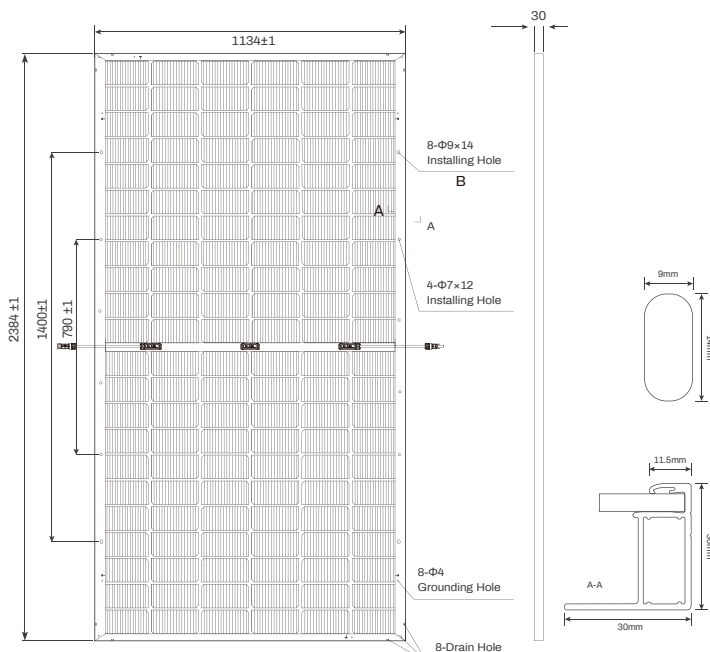 30
1134±1
8-Φ9×14
Installing Hole
B
A
A
9mm
4-Φ7×12
Installing Hole
2384 ±1
1400±1
790 ±1
11.5mm
A-A
30mm
8-Φ4
Grounding Hole
8-Drain Hole